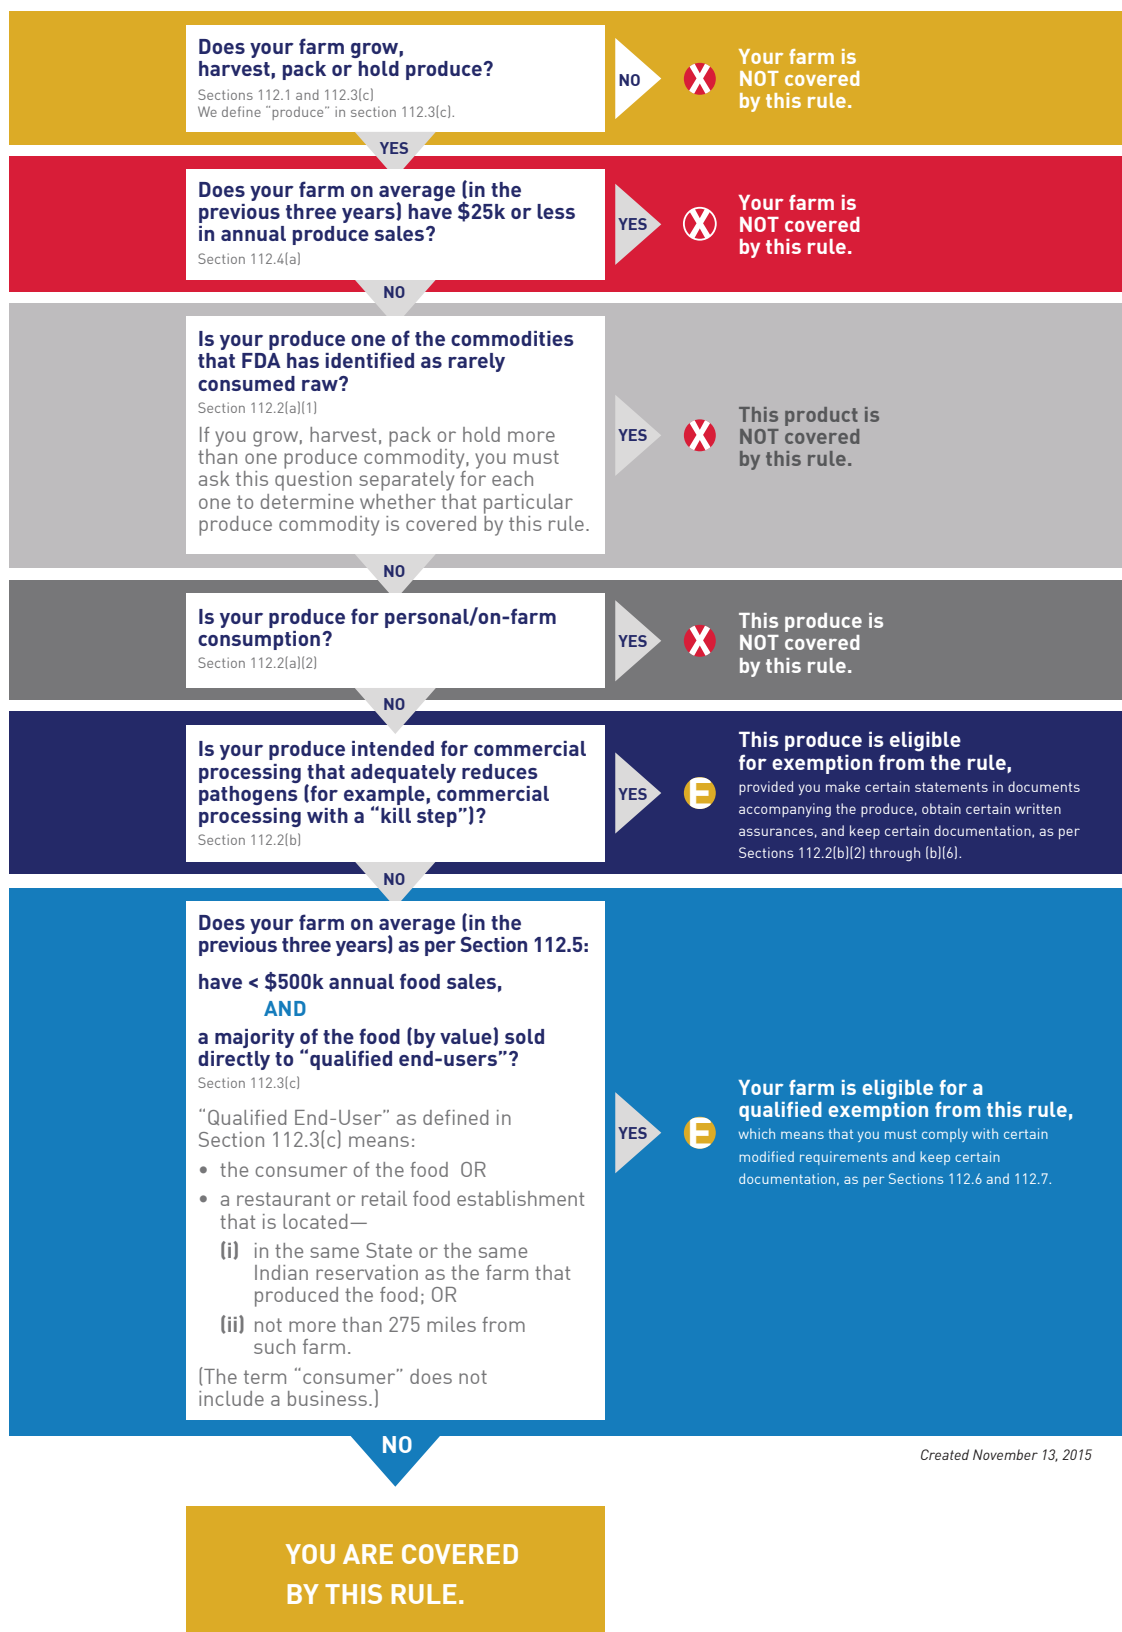 Does your farm grow,
harvest, pack or hold produce?
Sections 112.1 and 112.3(c)
We define “produce” in section 112.3(c).
NO
X
Your farm is
NOT covered
by this rule.
YES
Does your farm on average (in the
previous three years) have $25k or less
in annual produce sales?
Section 112.4(a)
YES
X
Your farm is
NOT covered
by this rule.
NO
Is your produce one of the commodities
that FDA has identified as rarely
consumed raw?
Section 112.2(a)(1)
If you grow, harvest, pack or hold more
than one produce commodity, you must
ask this question separately for each
one to determine whether that particular
produce commodity is covered by this rule.
YES
X
This product is
NOT covered
by this rule.
NO
Is your produce for personal/on-farm
consumption?
Section 112.2(a)(2)
YES
X
This produce is
NOT covered
by this rule.
NO
Is your produce intended for commercial
processing that adequately reduces
pathogens (for example, commercial
processing with a “kill step”)?
Section 112.2(b)
YES
E
This produce is eligible
for exemption from the rule,
provided you make certain statements in documents
accompanying the produce, obtain certain written
assurances, and keep certain documentation, as per
Sections 112.2(b)(2) through (b)(6).
NO
Does your farm on average (in the
previous three years) as per Section 112.5:
have < $500k annual food sales,
AND
a majority of the food (by value) sold
directly to “qualified end-users”?
Section 112.3(c)
“Qualified End-User” as defined in
Section 112.3(c) means:
• the consumer of the food OR
• a restaurant or retail food establishment
that is located—
(i) in the same State or the same
Indian reservation as the farm that
produced the food; OR
(ii) not more than 275 miles from
such farm.
(The term “consumer” does not
include a business.)
YES
E
Your farm is eligible for a
qualified exemption from this rule,
which means that you must comply with certain
modified requirements and keep certain
documentation, as per Sections 112.6 and 112.7.
NO
Created November 13, 2015
YOU ARE COVERED
BY THIS RULE.